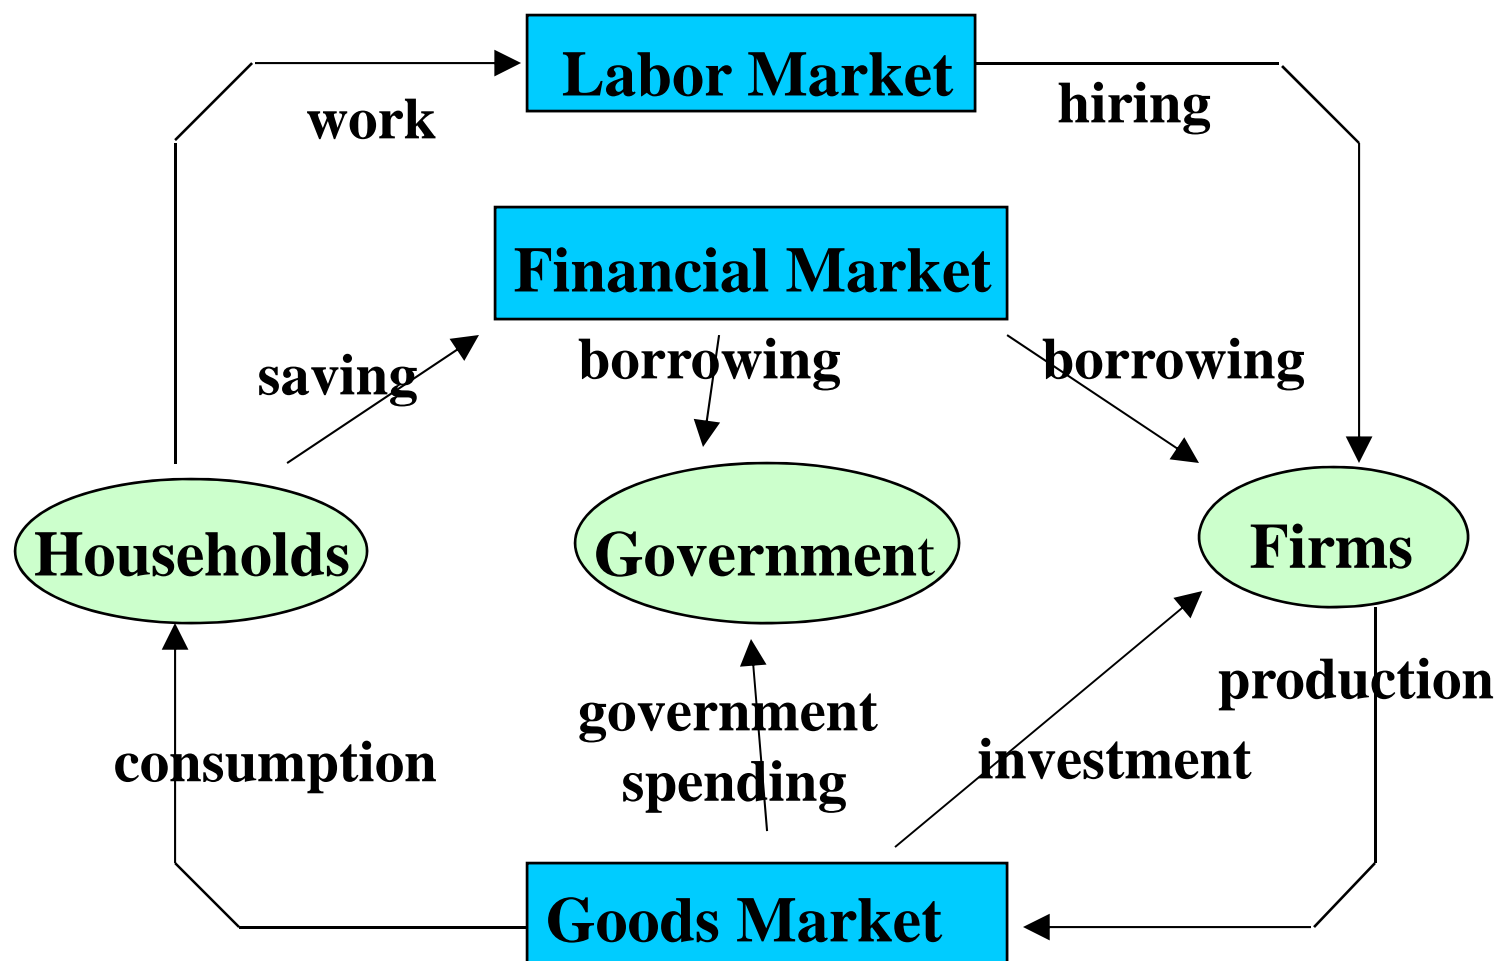 Labor Market
work
hiring
Financial Market
saving
borrowing
borrowing
Households
Government
Firms
production
government
spending
consumption
investment
Goods Market